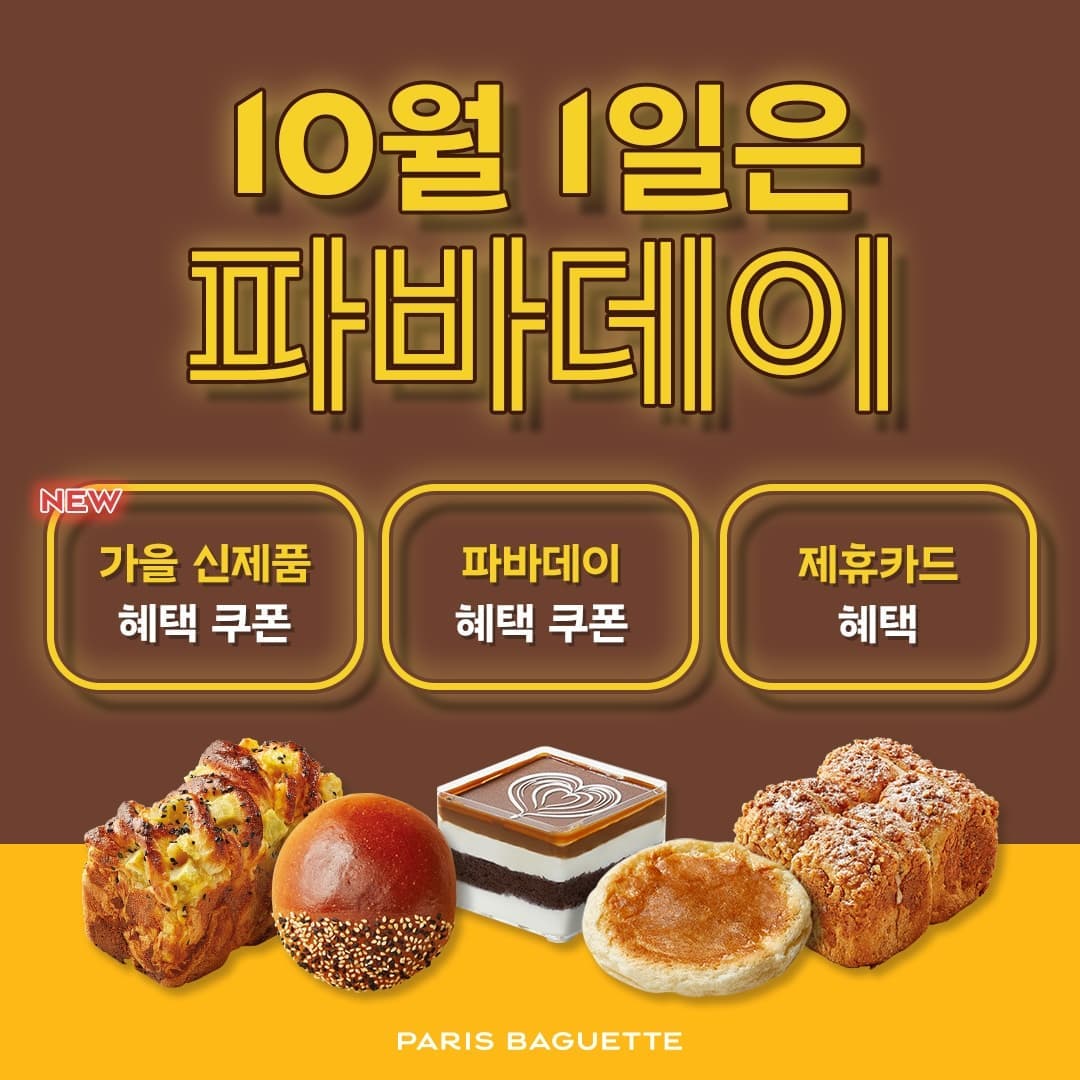 10월 1일은
파바데이
NEW
가을 신제품
혜택 쿠폰
파바데이
혜택 쿠폰
제휴카드
혜택
PARIS BAGUETTE